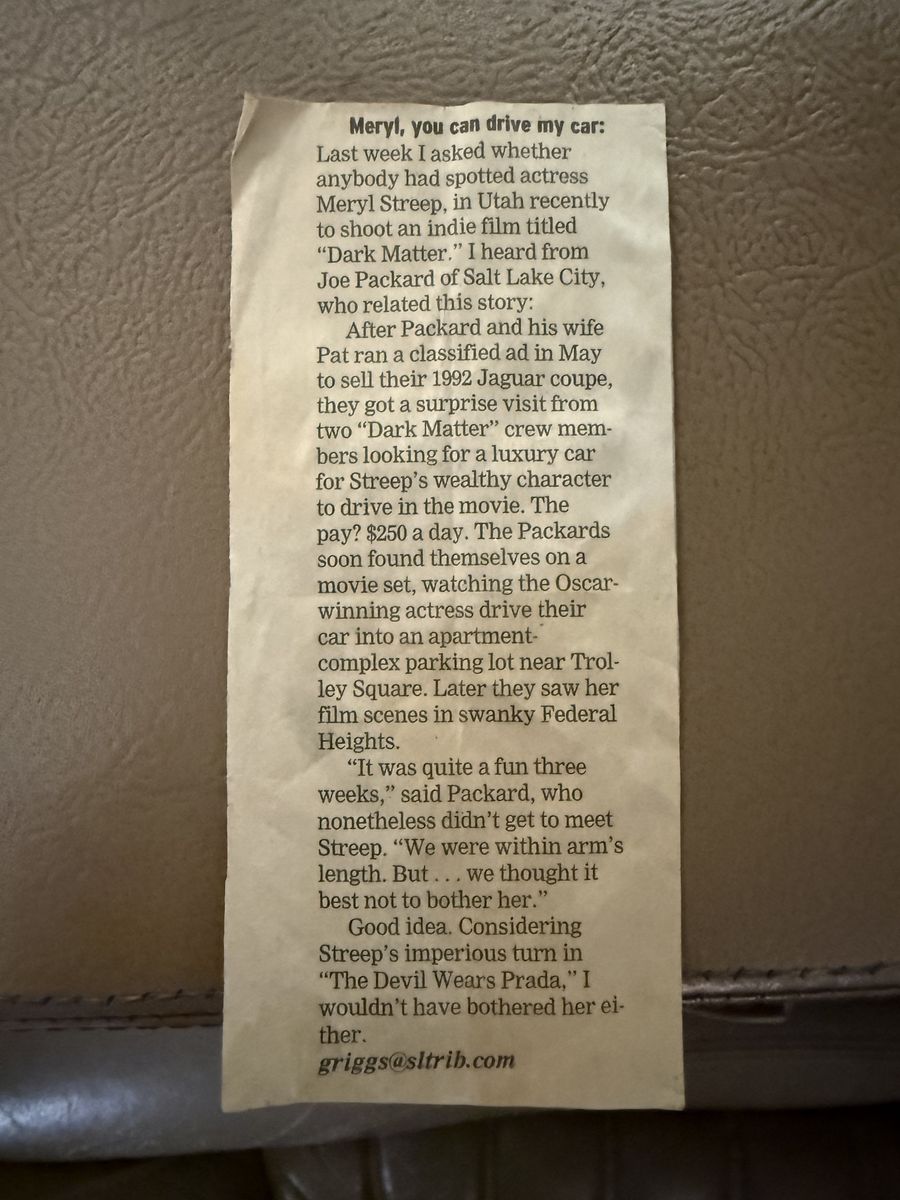 Meryl, you can drive my car:
Last week I asked whether
anybody had spotted actress
Meryl Streep, in Utah recently
to shoot an indie film titled
“Dark Matter.” I heard from
Joe Packard of Salt Lake City,
who related this story:
After Packard and his wife
Pat ran a classified ad in May
to sell their 1992 Jaguar coupe,
they got a surprise visit from
two “Dark Matter” crew mem-
bers looking for a luxury car
for Streep’s wealthy character
to drive in the movie. The
pay? $250 a day. The Packards
soon found themselves on a
movie set, watching the Oscar-
winning actress drive their
car into an apartment-
complex parking lot near Trol-
ley Square. Later they saw her
film scenes in swanky Federal
Heights.
“It was quite a fun three
weeks,” said Packard, who
nonetheless didn’t get to meet
Streep. “We were within arm’s
length. But . . . we thought it
best not to bother her.”
Good idea. Considering
Streep’s imperious turn in
“The Devil Wears Prada,” I
wouldn’t have bothered her ei-
ther.
griggs@sltrib.com